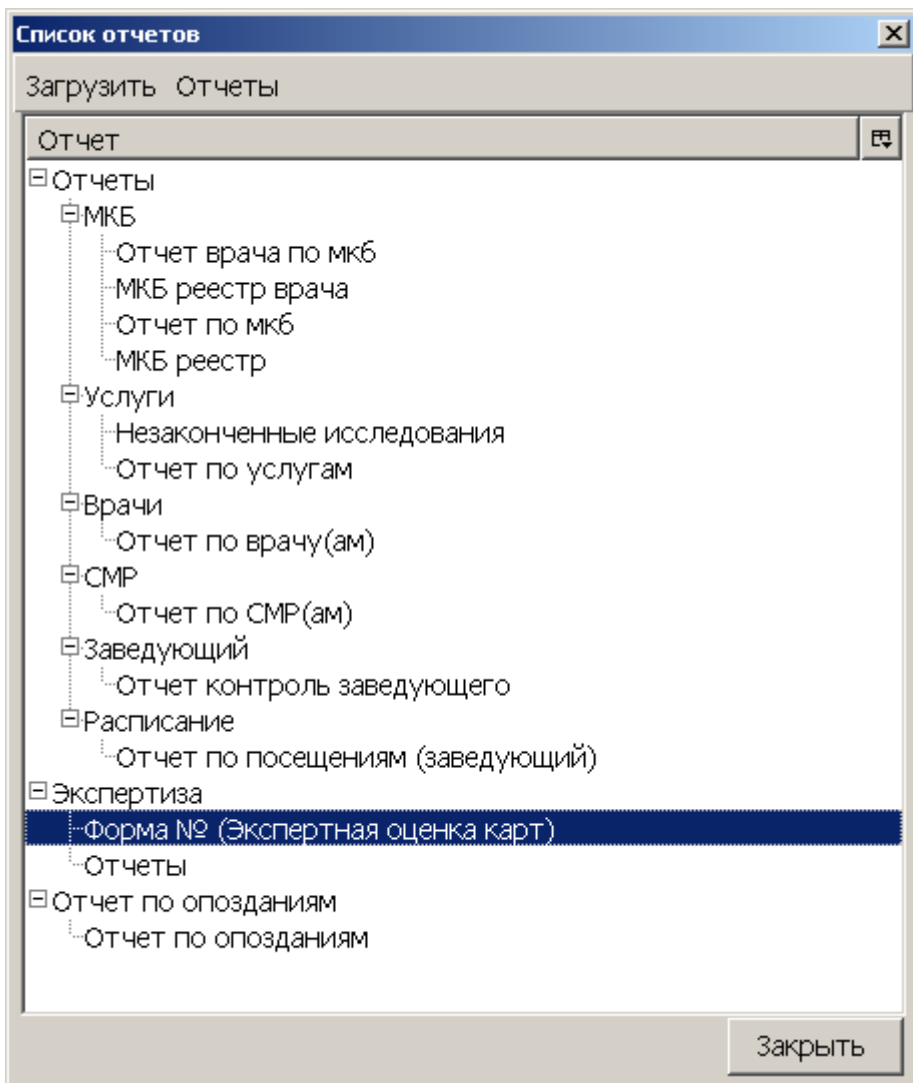 Список отчетов
Загрузить Отчеты
Отчет
Отчеты
МКБ
Отчет врача по мкб
МКБ реестр врача
Отчет по мкб
МКБ реестр
Услуги
Незаконченные исследования
Отчет по услугам
Врачи
Отчет по врачу(ам)
СМР
Отчет по СМР(ам)
Заведующий
Отчет контроль заведующего
Расписание
Отчет по посещениям (заведующий)
Экспертиза
Форма № (Экспертная оценка карт)
Отчеты
Отчет по опозданиям
Отчет по опозданиям
Закрыть